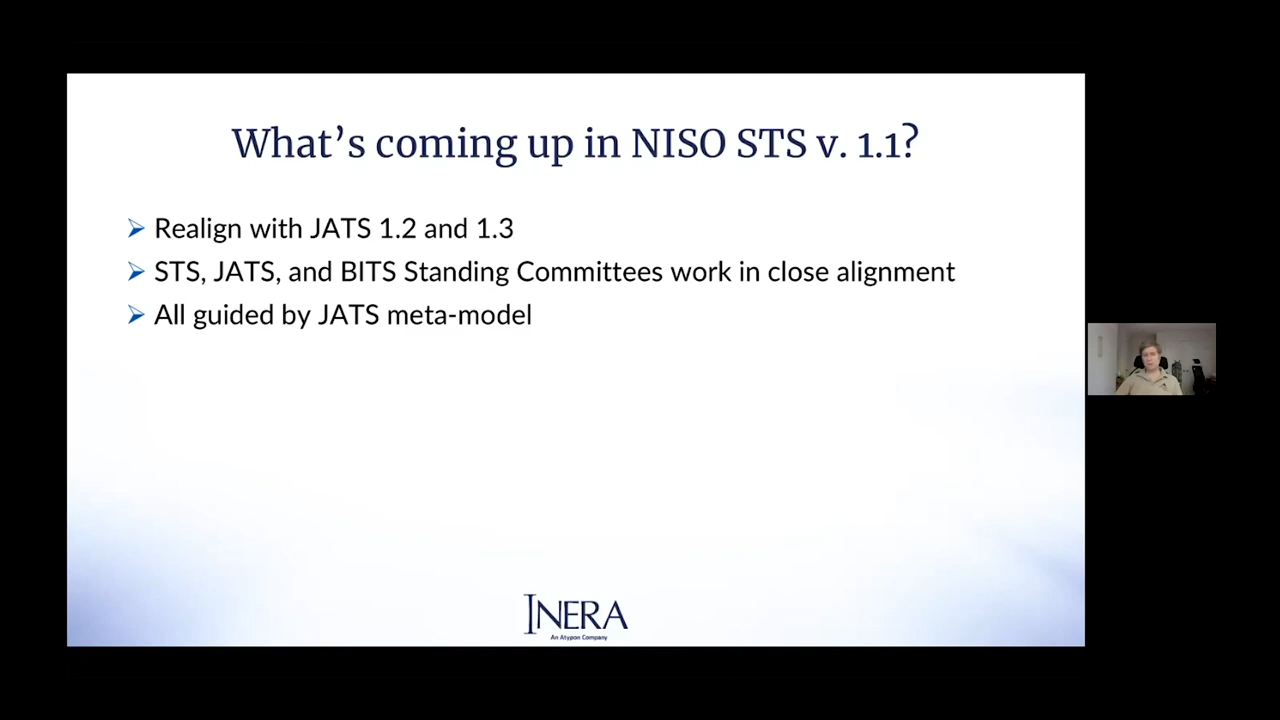 What’s coming up in NISO STS v. 1.1?
Realign with JATS 1.2 and 1.3
STS, JATS, and BITS Standing Committees work in close alignment
All guided by JATS meta-model
INERA
An Atypon Company